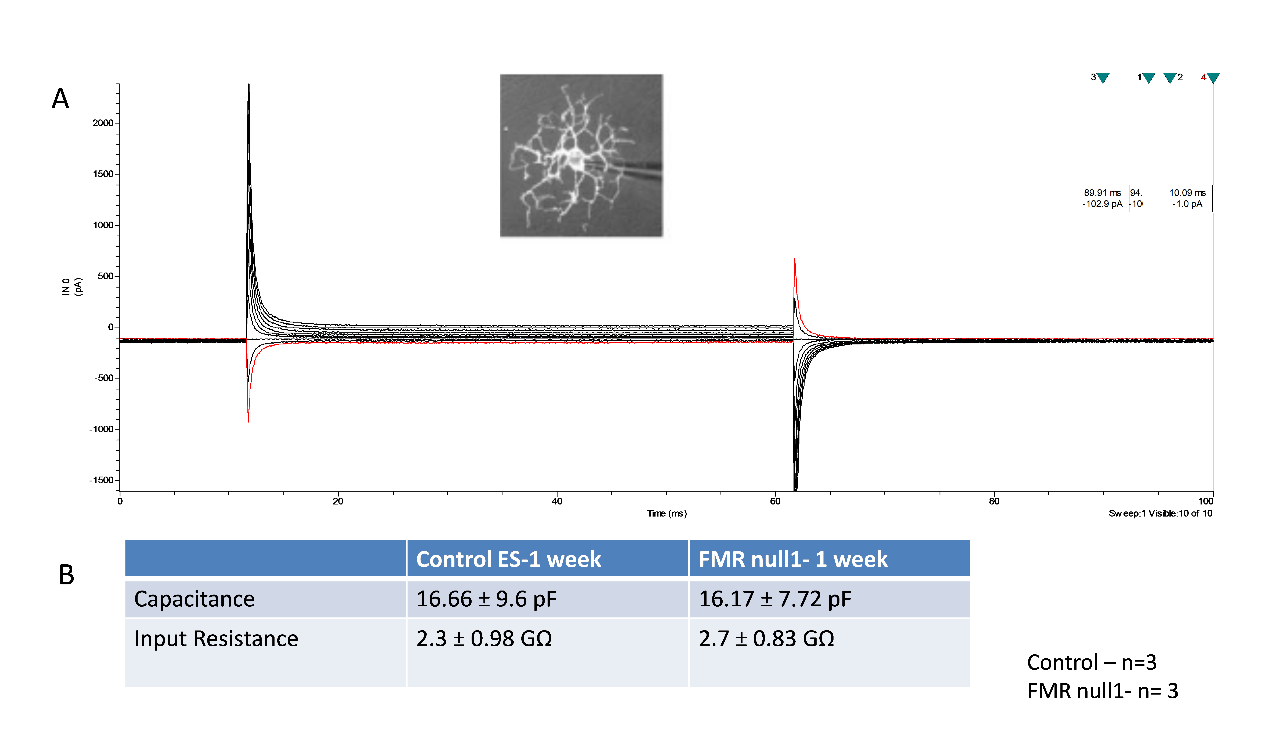 A
3 1 2 4
2000
1500
1000
500
0
-500
-1000
-1500
IN 0
(pA)
89.91 ms 94. 10.09 ms
-102.9 pA -10 -1.0 pA
0 20 40 60 80 100
Time (ms)
Sweep:1 Visible:10 of 10
B
Control ES-1 week FMR null1- 1 week
Capacitance 16.66 ± 9.6 pF 16.17 ± 7.72 pF
Input Resistance 2.3 ± 0.98 GΩ 2.7 ± 0.83 GΩ
Control – n=3
FMR null1- n= 3